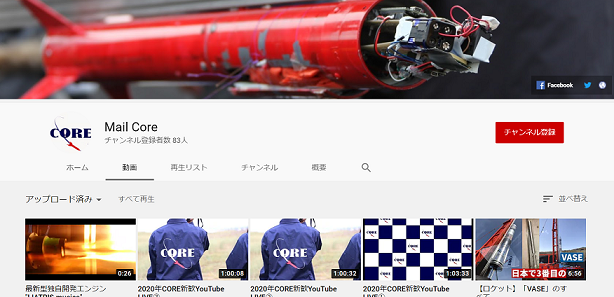 Facebook
CORE
Mail Core
チャンネル登録者数 83人
チャンネル登録
ホーム
動画
再生リスト
チャンネル
概要
アップロード済み
すべて再生
並べ替え
0:26
CORE
1:00:08
CORE
1:00:32
CORE
1:03:33
VASE
日本で3番目の
6:56
最新型独自開発エンジン
2020年CORE新歓YouTube
2020年CORE新歓YouTube
2020年CORE新歓YouTube
【ロケット】「VASE」のす